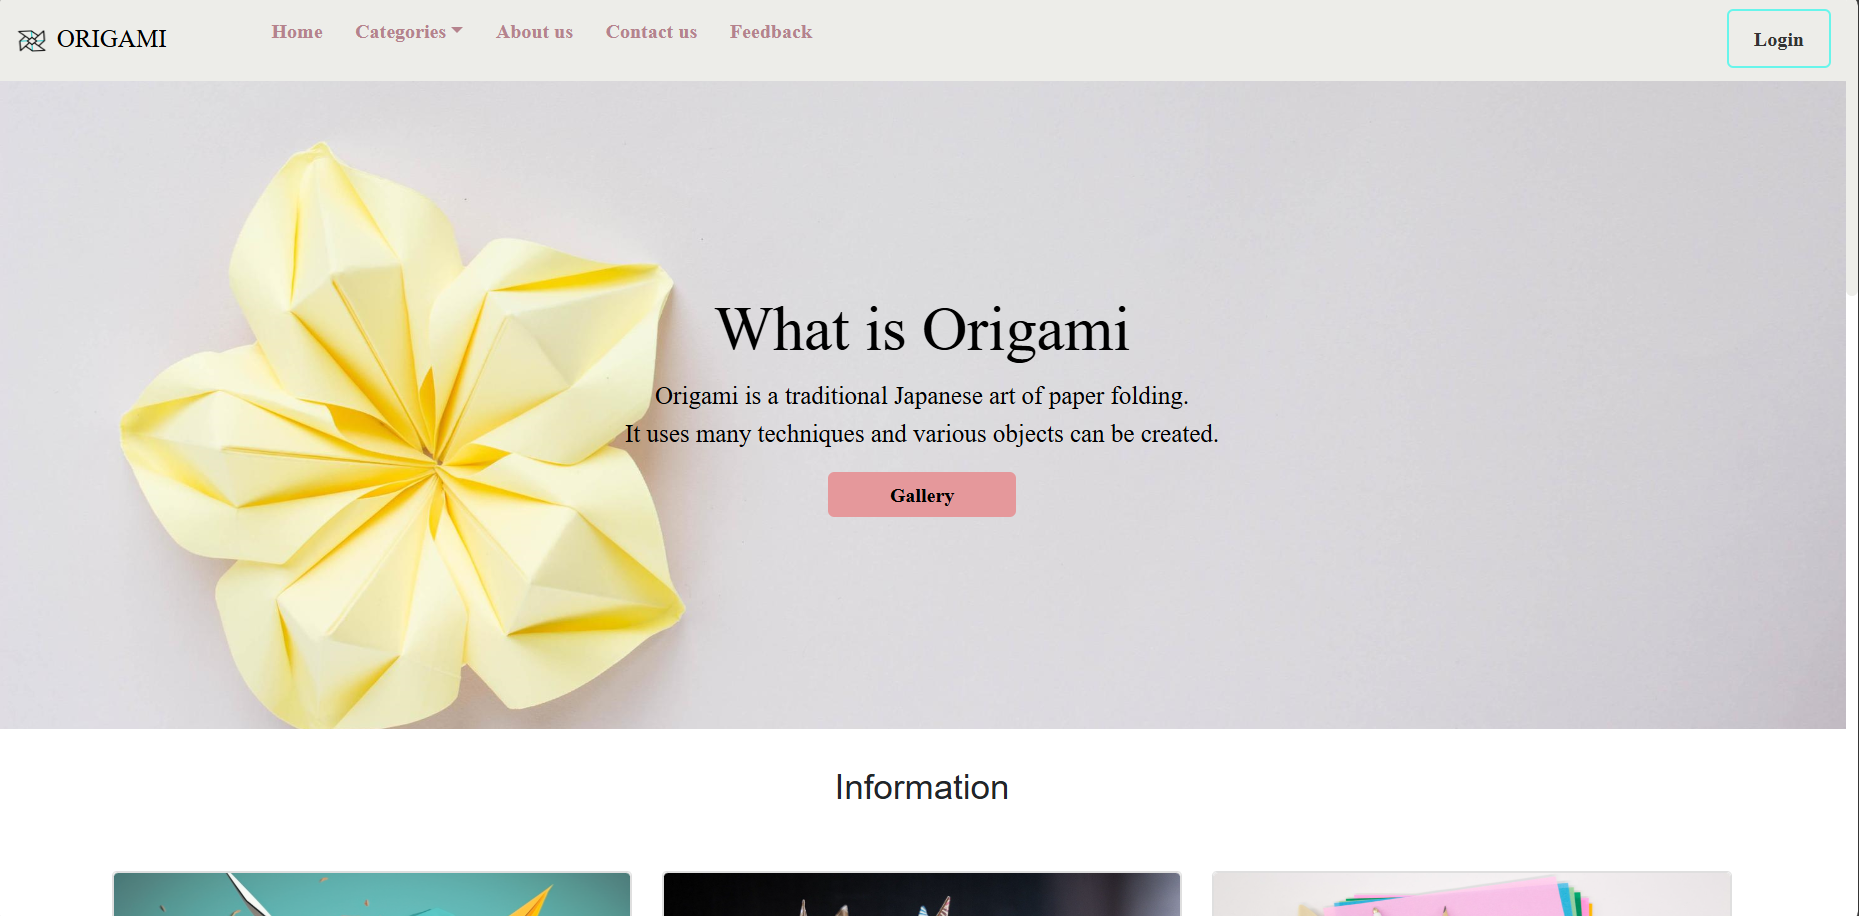 ORIGAMI
Home Categories About us Contact us Feedback
Login
What is Origami
Origami is a traditional Japanese art of paper folding.
It uses many techniques and various objects can be created.
Gallery
Information